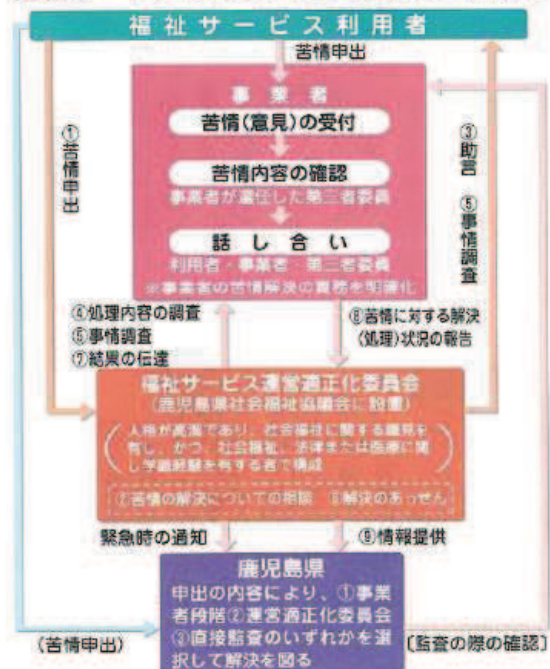 福祉サービス利用者
苦情申出
事業者
苦情(意見)の受付
苦情内容の確認
事業者が選任した第三者委員
話し合い
利用者・事業者・第三者委員
※事業者の苦情解決の責務を明確化
①苦情申出
③助言
⑤事情調査
④処理内容の調査
⑤事情調査
⑦結果の伝達
⑧苦情に対する解決
(処理)状況の報告
福祉サービス運営適正化委員会
(鹿児島県社会福祉協議会に設置)
人格が高潔であり、社会福祉に関する識見を
有し、かつ、社会福祉、法律または医療に関
し学識経験を有する者で構成
②苦情の解決についての相談 ⑥解決のあっせん
緊急時の通知
⑨情報提供
鹿児島県
申出の内容により、①事業
者段階②運営適正化委員会
③直接監査のいずれかを選
択して解決を図る
(苦情申出)
〔監査の際の確認〕